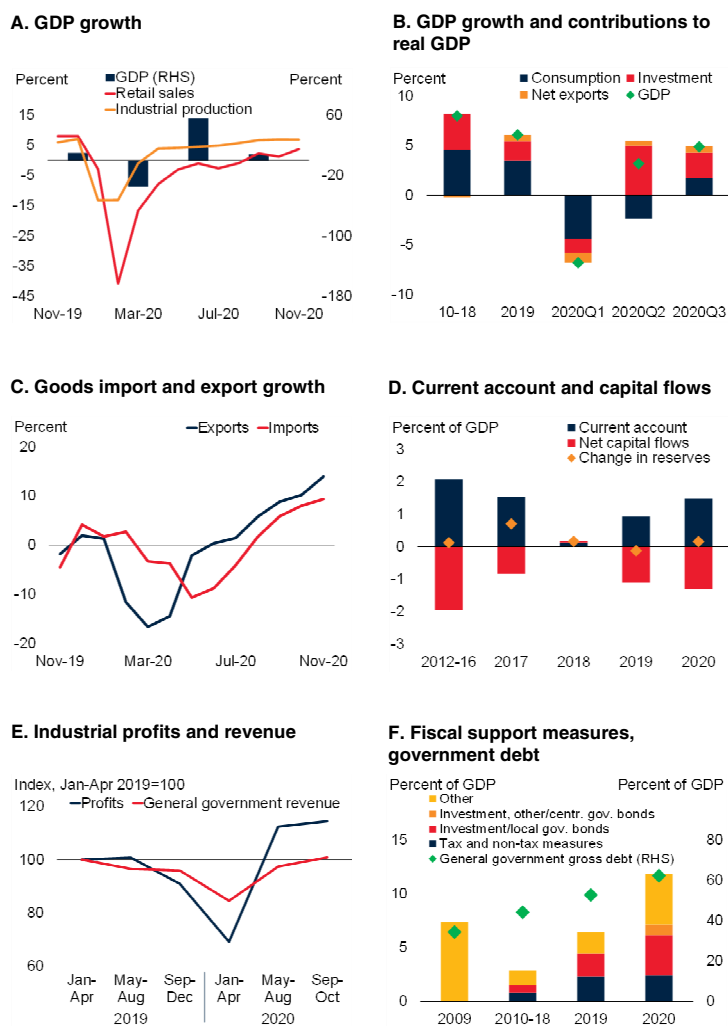 A. GDP growth
Percent
Percent
GDP (RHS)
Retail sales
Industrial production
15
5
-5
-15
-25
-35
-45
60
-20
-100
-180
Nov-19 Mar-20 Jul-20 Nov-20
B. GDP growth and contributions to
real GDP
Percent
Consumption Investment
Net exports GDP
10
5
0
-5
-10
10-18 2019 2020Q1 2020Q2 2020Q3
C. Goods import and export growth
Percent
Exports Imports
20
10
0
-10
-20
Nov-19 Mar-20 Jul-20 Nov-20
D. Current account and capital flows
Percent of GDP
Current account
Net capital flows
Change in reserves
3
2
1
0
-1
-2
-3
2012-16 2017 2018 2019 2020
E. Industrial profits and revenue
Index, Jan-Apr 2019=100
Profits General government revenue
120
100
80
60
Jan- May- Sep- Jan- May- Sep-
Apr Aug Dec Apr Aug Oct
2019 2020
F. Fiscal support measures,
government debt
Percent of GDP Percent of GDP
Other
Investment, other/centr. gov. bonds
Investment/local gov. bonds
Tax and non-tax measures
General government gross debt (RHS)
15
10
5
0
80
60
40
20
0
2009 2010-18 2019 2020